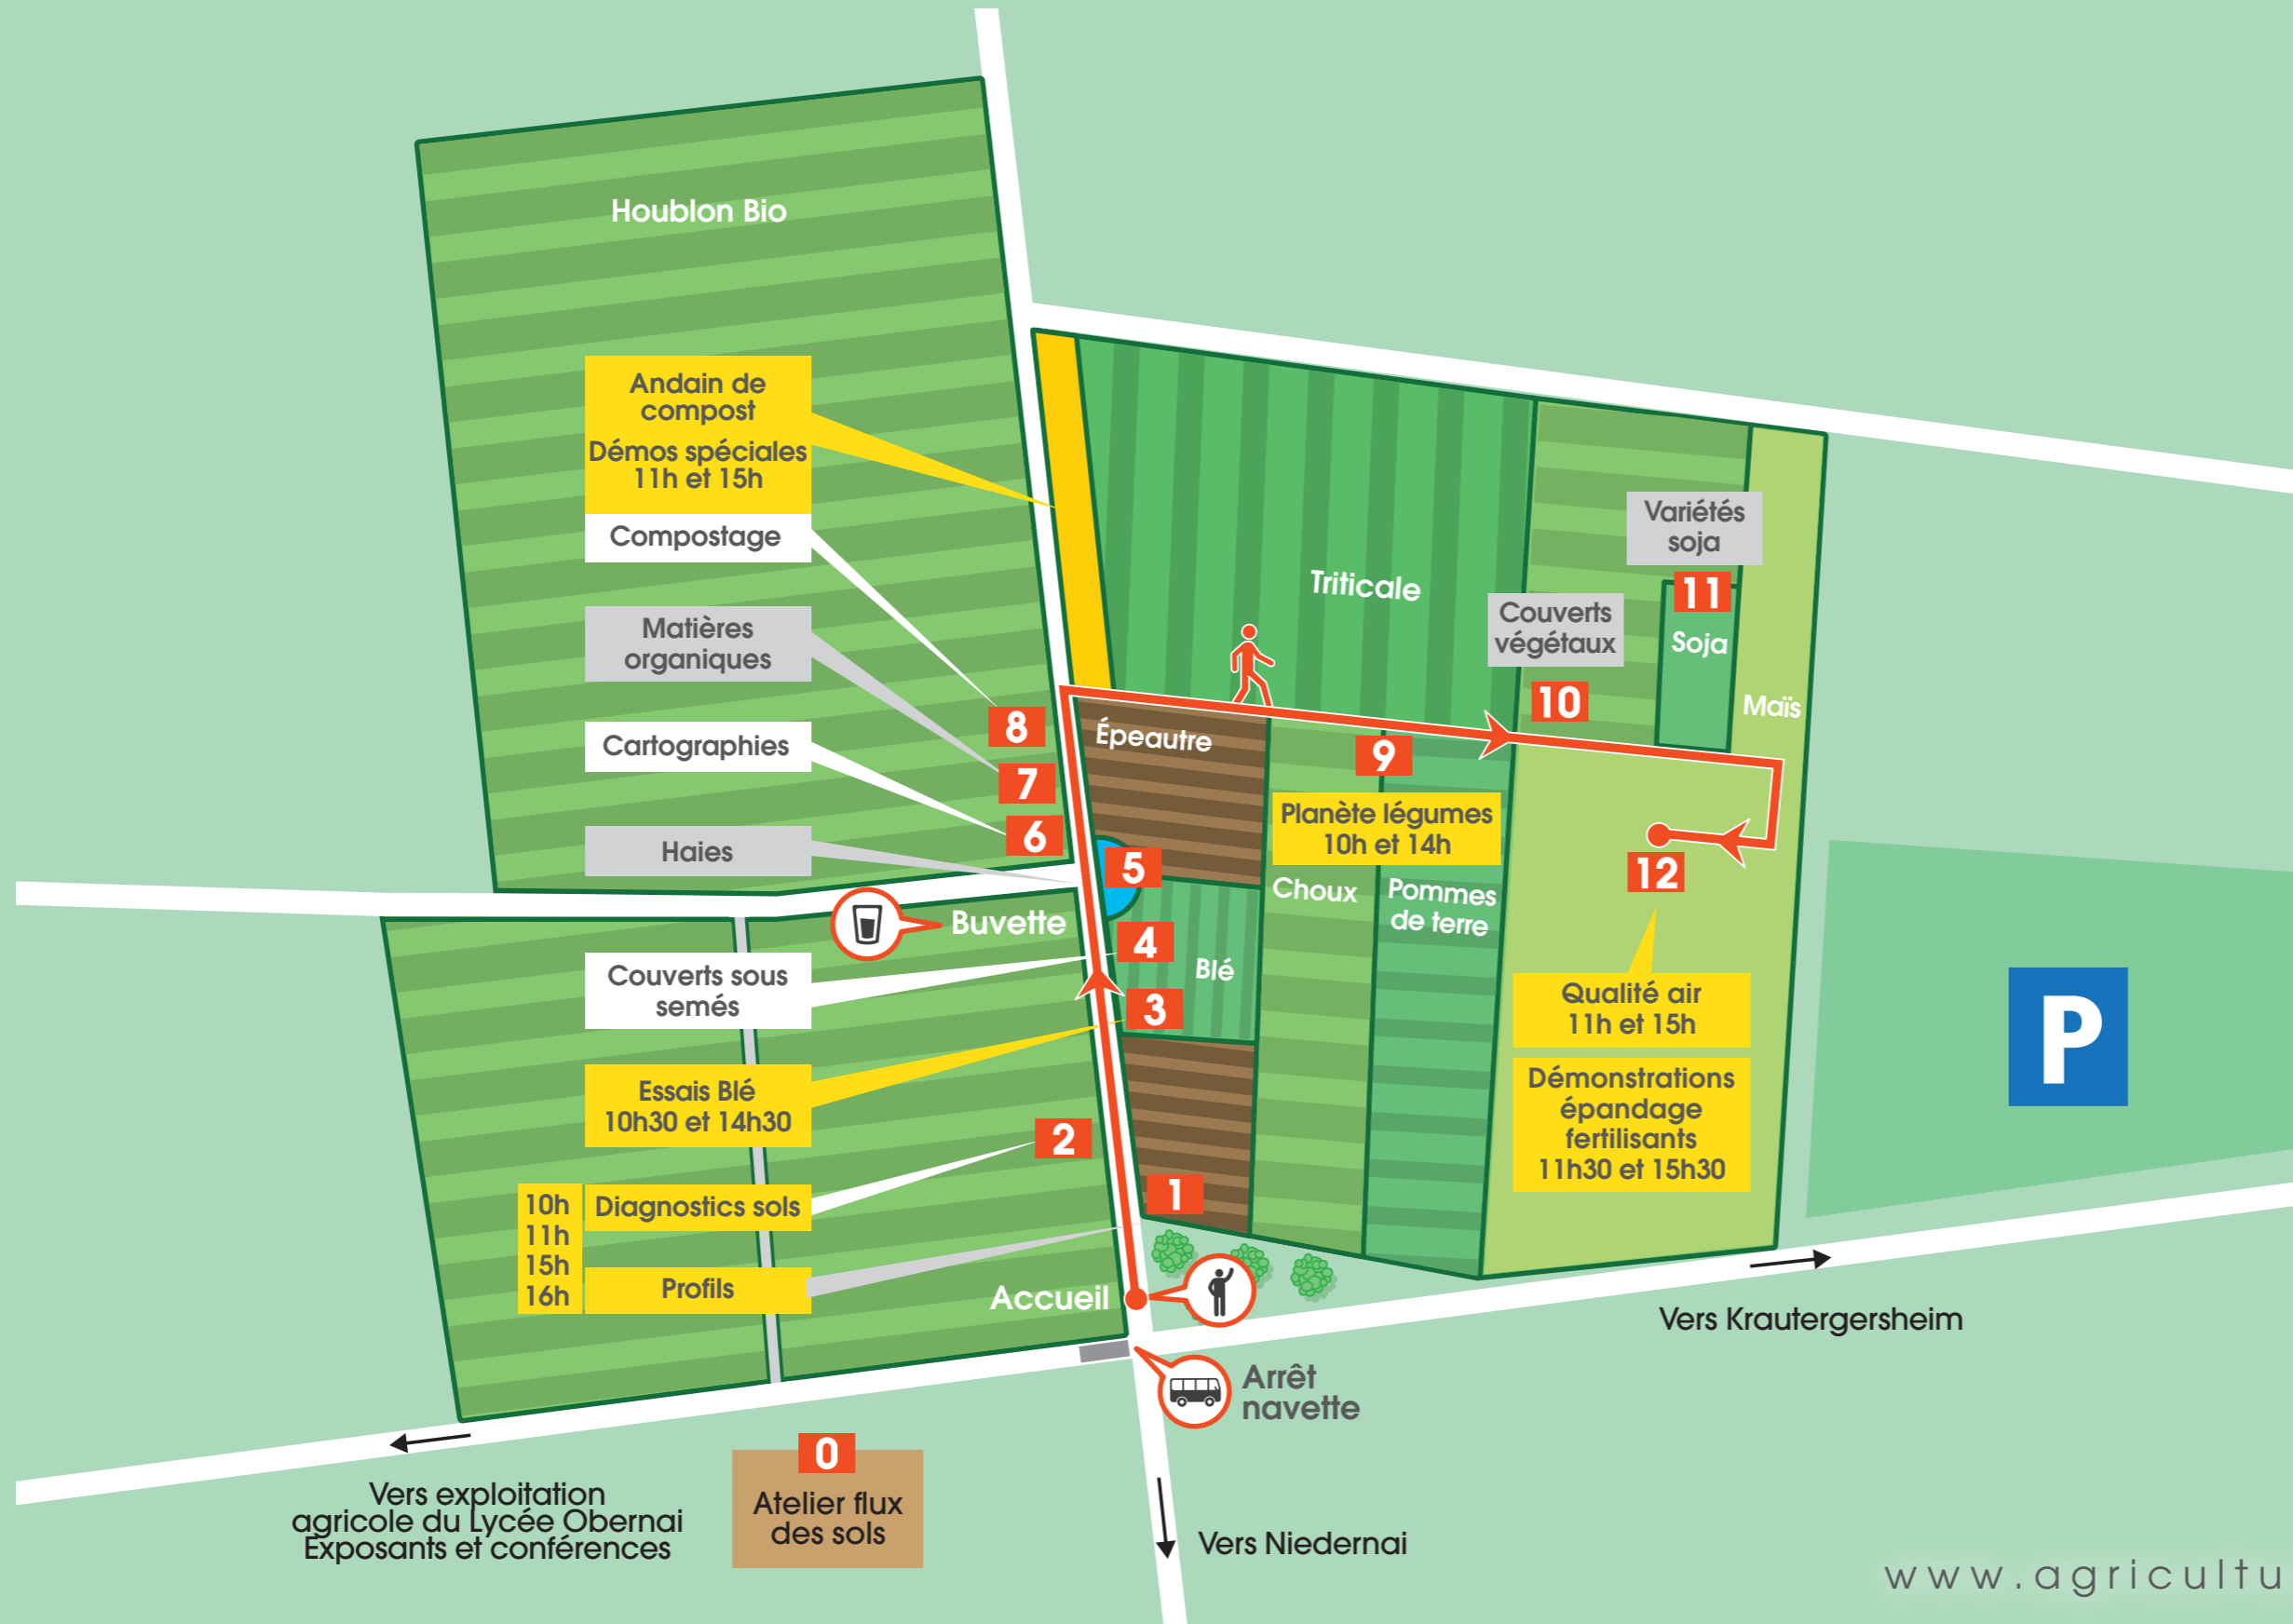 Houblon Bio
Andain de
compost
Démos spéciales
11h et 15h
Compostage
Matières
organiques
Cartographies
Haies
8
7
6
5
Buvette
Couverts sous
semés
4
3
Essais Blé
10h30 et 14h30
2
10h
11h
15h
16h
Diagnostics sols
Profils
1
Accueil
Triticale
Épeautre
Blé
9
Planète légumes
10h et 14h
Choux
Pommes
de terre
Couverts
végétaux
10
Variétés
soja
11
Soja
Maïs
12
Qualité air
11h et 15h
Démonstrations
épandage
fertilisants
11h30 et 15h30
P
Vers Krautergersheim
Arrêt
navette
Vers exploitation
agricole du Lycée Obernai
Exposants et conférences
0
Atelier flux
des sols
Vers Niedernai
www.agricultu